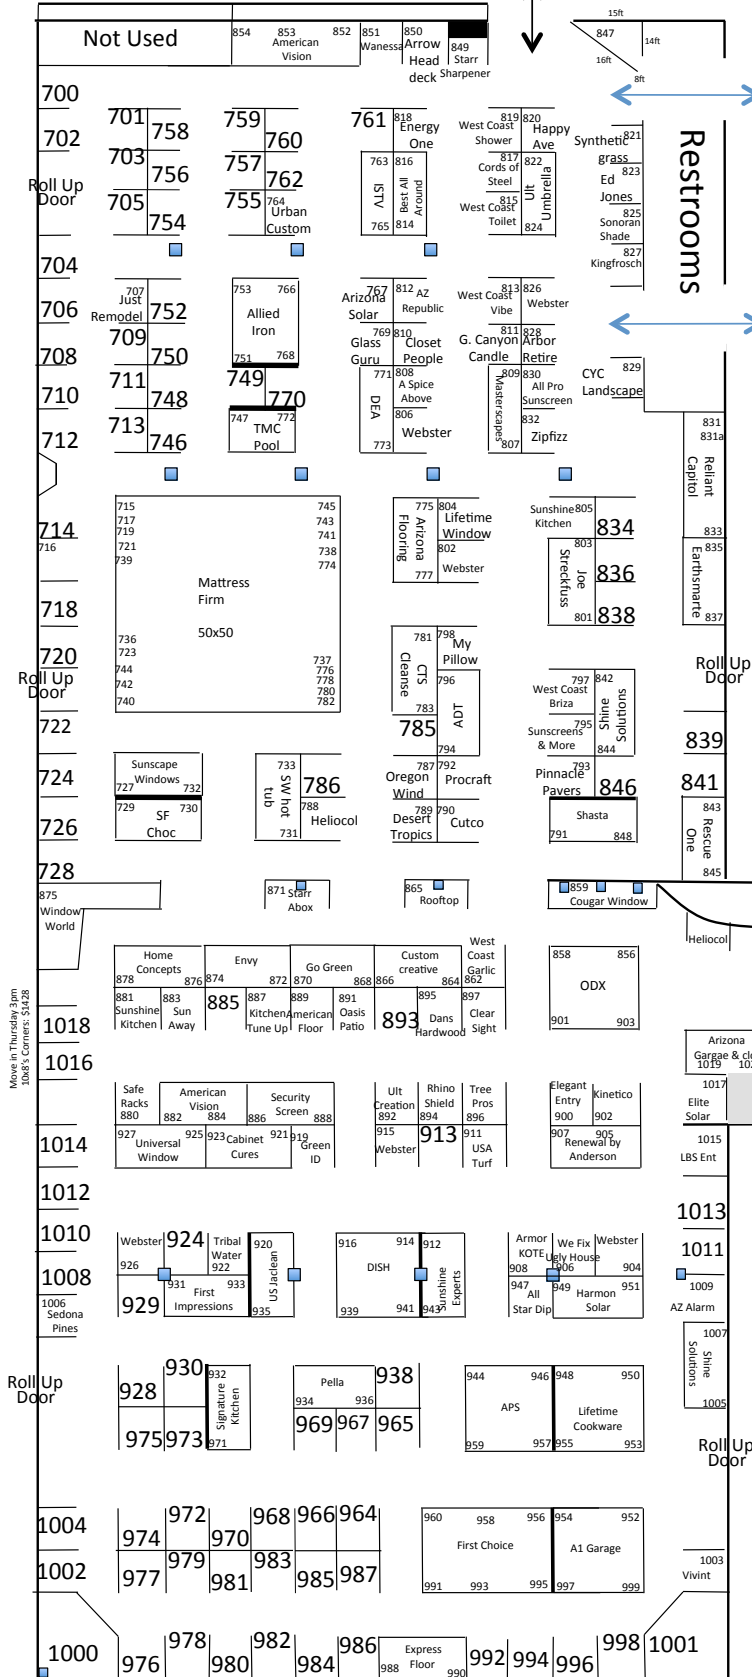 15ft
Not Used
854 853 852 851 850
American
Vision
Wanessa
Arrow
Head
deck
849
Starr
Sharpener
847
14ft
16ft
8ft
700
701 759 761 818 819 820
702 758 760 Energy
One
West Coast
Shower
Happy
Ave
Synthetic 821
grass
Restrooms
703 757 763 816 817 822
Cords of
Steel
823
Ed
Jones
756 762
ISTV
Best All
Around
Ult
Umbrella
Roll Up
Door
705 755 764
Urban
Custom
765 814
815
West Coast
Toilet
824
825
Sonoran
Shade
754
827
Kingfrosch
704
707
Just
Remodel
753 766
Allied
Iron
751 768
767
Arizona
Solar
812 AZ
Republic
813
West Coast
Vibe
826
Webster
706 752
709
769
Glass
Guru
810
Closet
People
811
G. Canyon
Candle
828
Arbor
Retire
708 750
829
CYC
Landscape
711 749
771 808
A Spice
Above
809 830
All Pro
Sunscreen
Masterscapes
710 748 770
DEA
806
Webster
713 747 772
TMC
Pool
773
807
832
Zipfizz
712 746
831
831a
Reliant
Capitol
833
715 745
717 743
719 741
721 738
739 774
Mattress
Firm
50x50
736
723 737
744 776
742 778
740 780
782
775 804
Arizona
Flooring
Lifetime
Window
802
Webster
777
Sunshine 805
Kitchen
834
714
716
803
Joe
Streckfuss
836
801 838
835
Earthsmarte
837
718
781 798
My
Pillow
CTS
Cleanse
796
ADT
783
785 794
720
Roll Up
Door
Roll Up
Door
797 842
West Coast
Briza
Shine
Solutions
795
Sunscreens
& More
844
722
839
Sunscape
Windows
727 732
733
SW hot
tub
731
786
788
Heliocol
787 792
Oregon
Wind
Procraft
793
Pinnacle
Pavers
846
724
841
729 730
SF
Choc
789 790
Desert
Tropics
Cutco
Shasta
791 848
843
Rescue
One
845
726
728
875
Window
World
871 Starr
Abox
865
Rooftop
859
Cougar Window
Heliocol
Home
Concepts
878 876
Envy
874 872
Go Green
870 868
Custom
creative
866 864
West
Coast
Garlic
862
858 856
ODX
901 903
881
Sunshine
Kitchen
883
Sun
Away
885
887
Kitchen
Tune Up
889
American
Floor
891
Oasis
Patio
893
895
Dans
Hardwood
897
Clear
Sight
Move in Thursday 3pm
10x8's Corners: $1428
1018
1016
Arizona
Gargae & clo
1019 102
1017
Elite
Solar
Safe
Racks
880
American
Vision
882 884
Security
Screen
886 888
Ult
Creation
892
Rhino
Shield
894
Tree
Pros
896
Elegant
Entry
900
Kinetico
902
927 925
Universal
Window
923 921
Cabinet
Cures
919
Green
ID
915
Webster
913
911
USA
Turf
907 905
Renewal by
Anderson
1014
1015
LBS Ent
1012
1013
1010
Webster
926
924
Tribal
Water
922
920
US Jaclean
935
916 914
DISH
939 941
912
Sunshine
Experts
943
Armor
KOTE
908
We Fix
Ugly House
906
Webster
904
1011
1008
929
931 933
First
Impressions
947
All
Star Dip
949 951
Harmon
Solar
1009
AZ Alarm
1006
Sedona
Pines
1007
Shine
Solutions
1005
Roll Up
Door
928 930 932
Signature
Kitchen
971
Pella
934 936
938
944 946
APS
959 957
948 950
Lifetime
Cookware
955 953
975 973
969 967 965
Roll Up
Door
1004
974 972 970 968 966 964
960 958 956
First Choice
991 993 995
954 952
A1 Garage
997 999
1002
977 979 981 983 985 987
1003
Vivint
1000
976 978 980 982 984 986
Express
Floor
988 990
992 994 996 998 1001